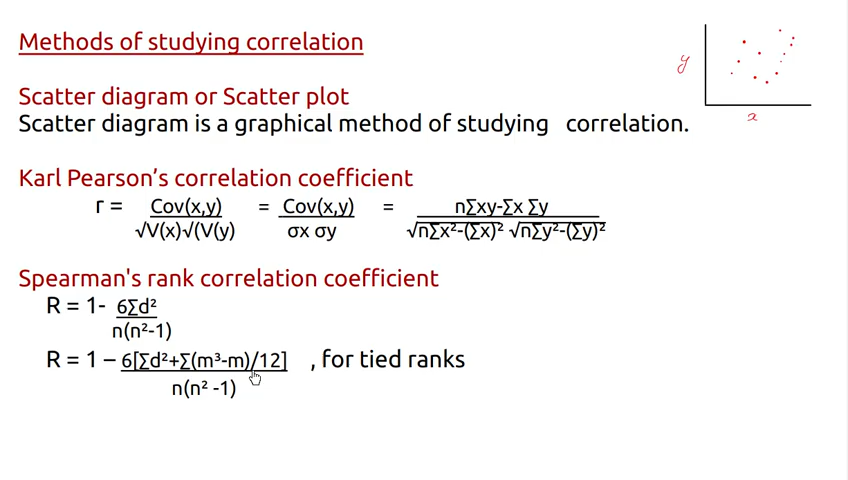 Methods of studying correlation
y
x
Scatter diagram or Scatter plot
Scatter diagram is a graphical method of studying correlation.
Karl Pearson’s correlation coefficient
r = Cov(x,y) = Cov(x,y) = n∑xy-∑x ∑y
√V(x)√(V(y) σx σy √n∑x²-(∑x)² √n∑y²-(∑y)²
Spearman's rank correlation coefficient
R = 1- 6∑d²
n(n²-1)
R = 1 – 6[∑d²+∑(m³-m)/12] , for tied ranks
n(n² -1)